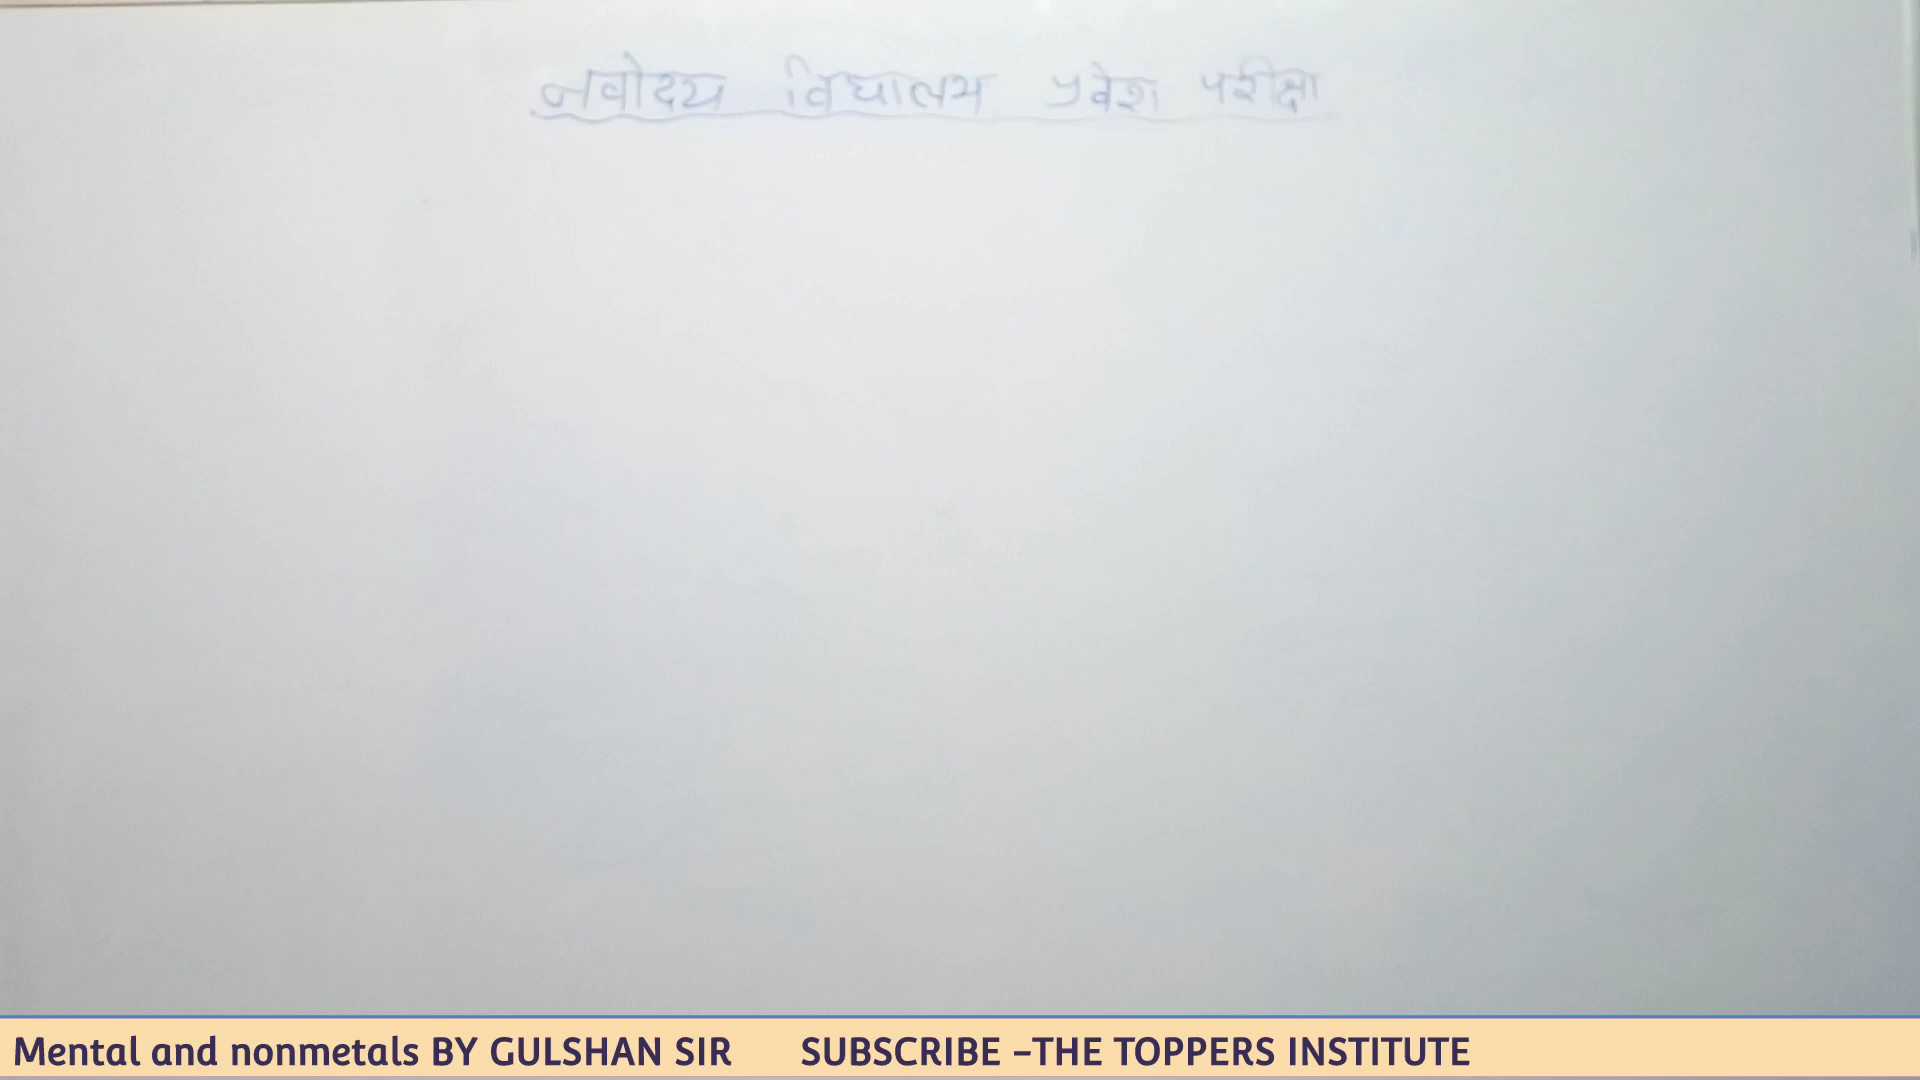 नवोदय विद्यालय प्रवेश परीक्षा
Mental and nonmetals BY GULSHAN SIR SUBSCRIBE –THE TOPPERS INSTITUTE